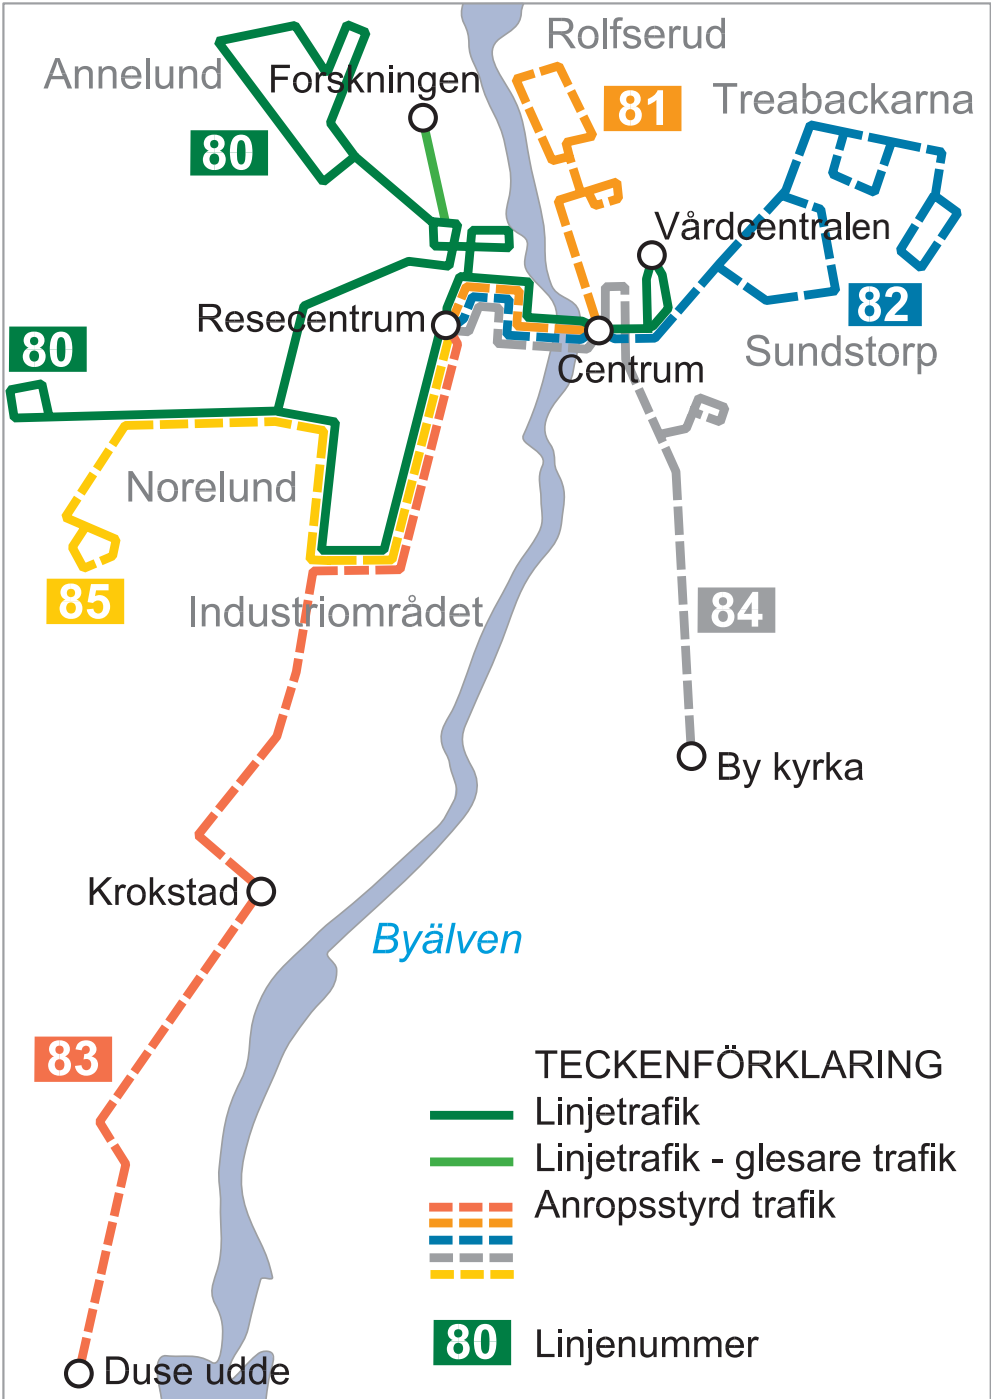 Rolfserud
Annelund
Forskningen
81
Treabackarna
80
Vårdcentralen
Resecentrum
82
80
Centrum
Sundstorp
Norelund
85
Industriområdet
84
By kyrka
Krokstad
Byälven
83
TECKENFÖRKLARING
Linjetrafik
Linjetrafik - glesare trafik
Anropsstyrd trafik
80 Linjenummer
Duse udde